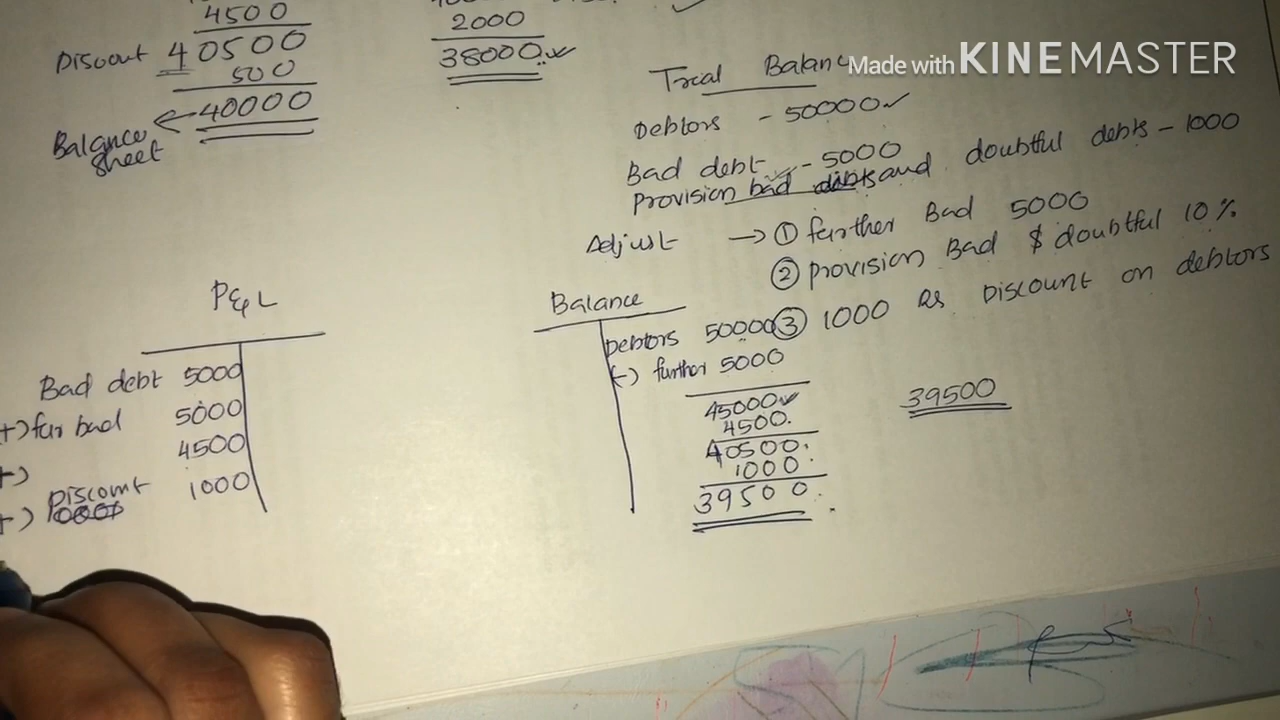 4500
Discount 40500
500
40000
Balance sheet
2000
38000
Made with KINEMASTER
Trial Balanc
Debtors - 50000
Bad debt - 5000
Provision bad debts and doubtful debts - 1000
Adjust → ① further Bad 5000
② provision Bad $ doubtful 10%
③ 1000 as Discount on debtors
P&L
Bad debt 5000
+) fur bad 5000
+) 4500
+) Discount 1000
Balance
Debtors 50000
(-) further 5000
45000
4500
40500
1000
39500
39500